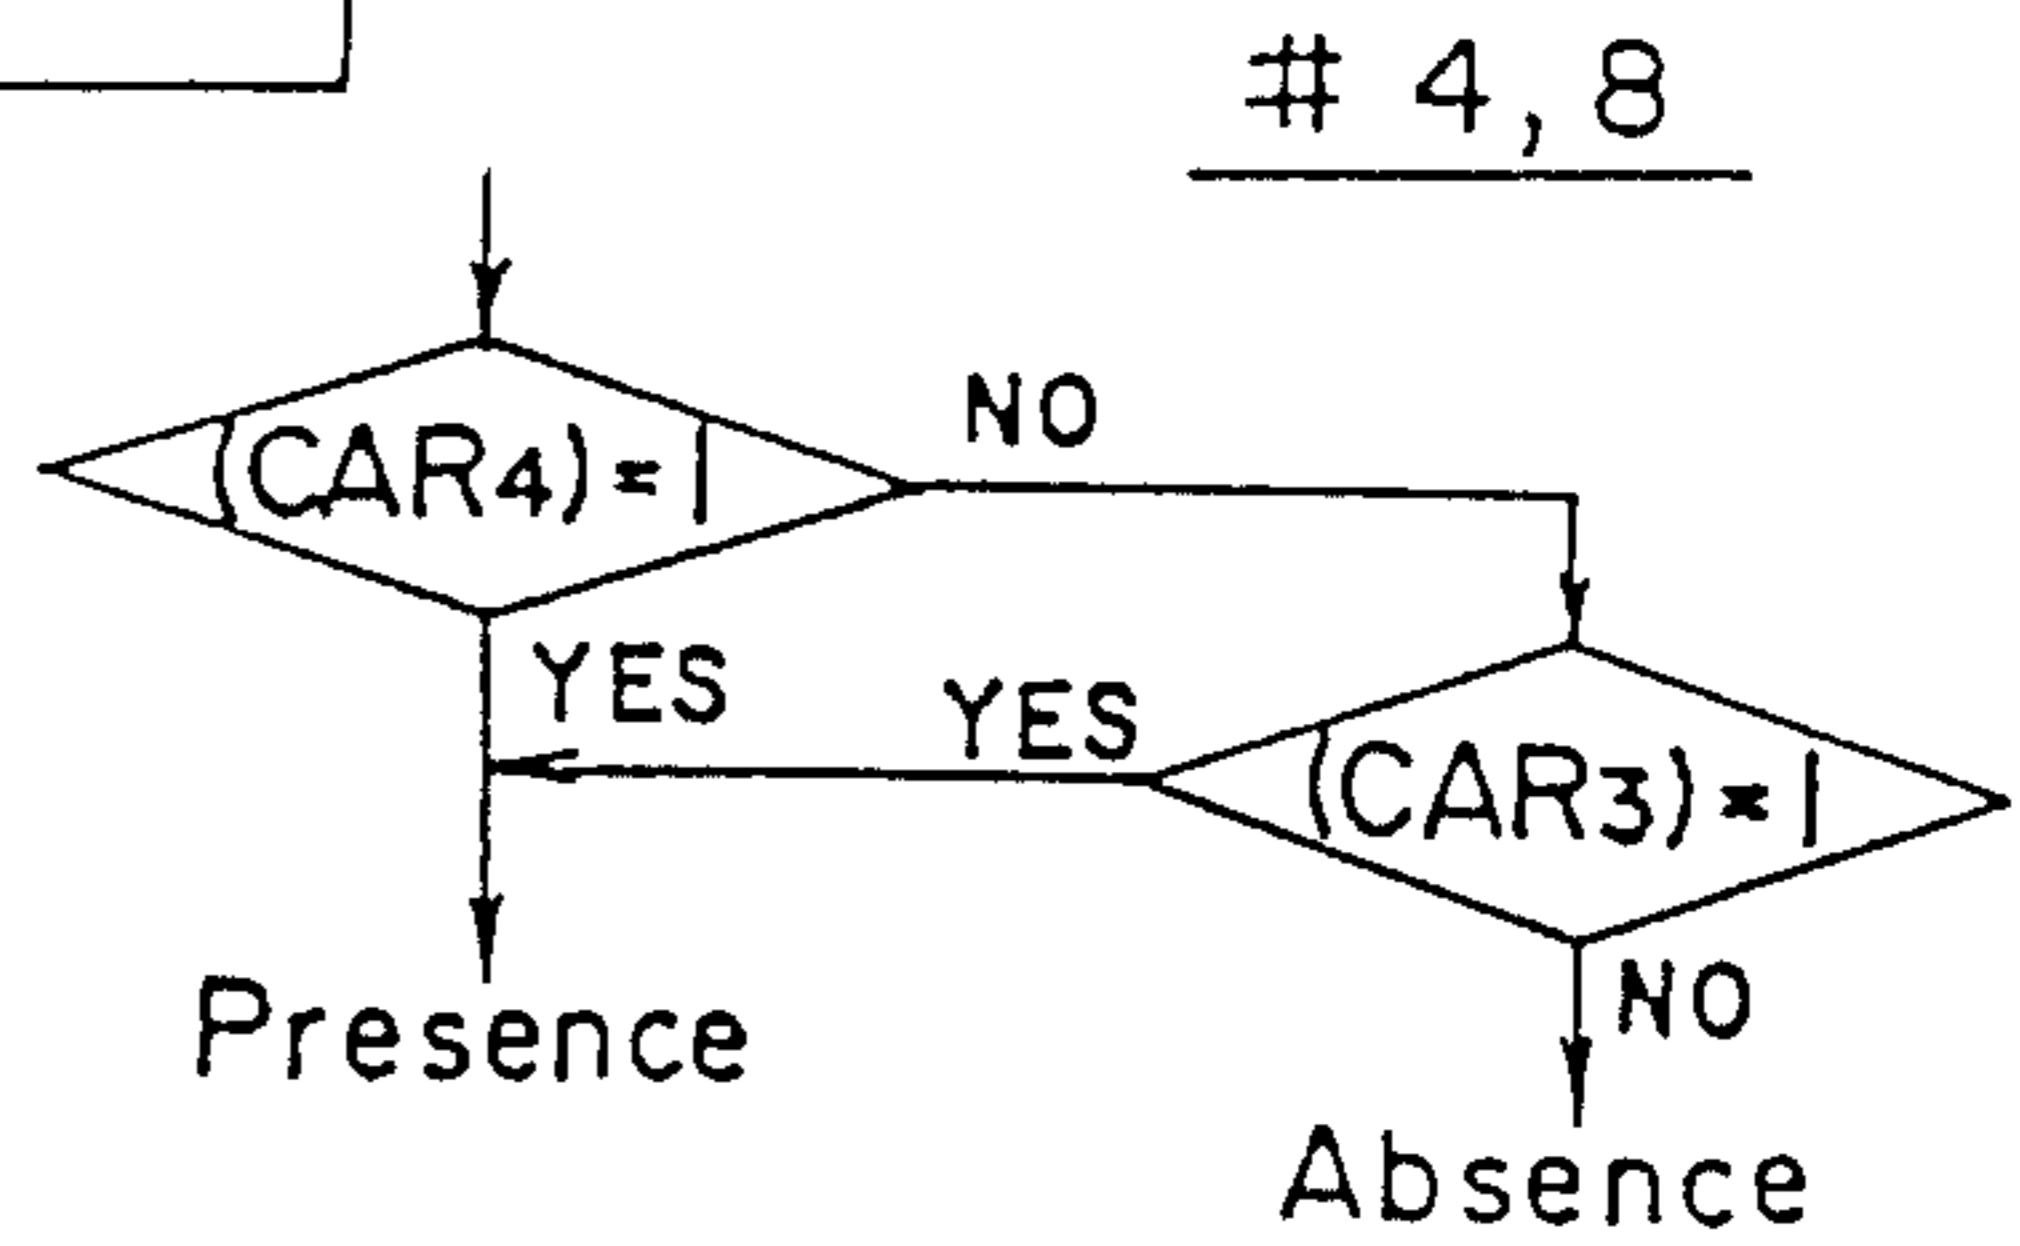 # 4,8
(CAR4)=1
NO
YES
YES
(CAR3)=1
NO
Presence
Absence